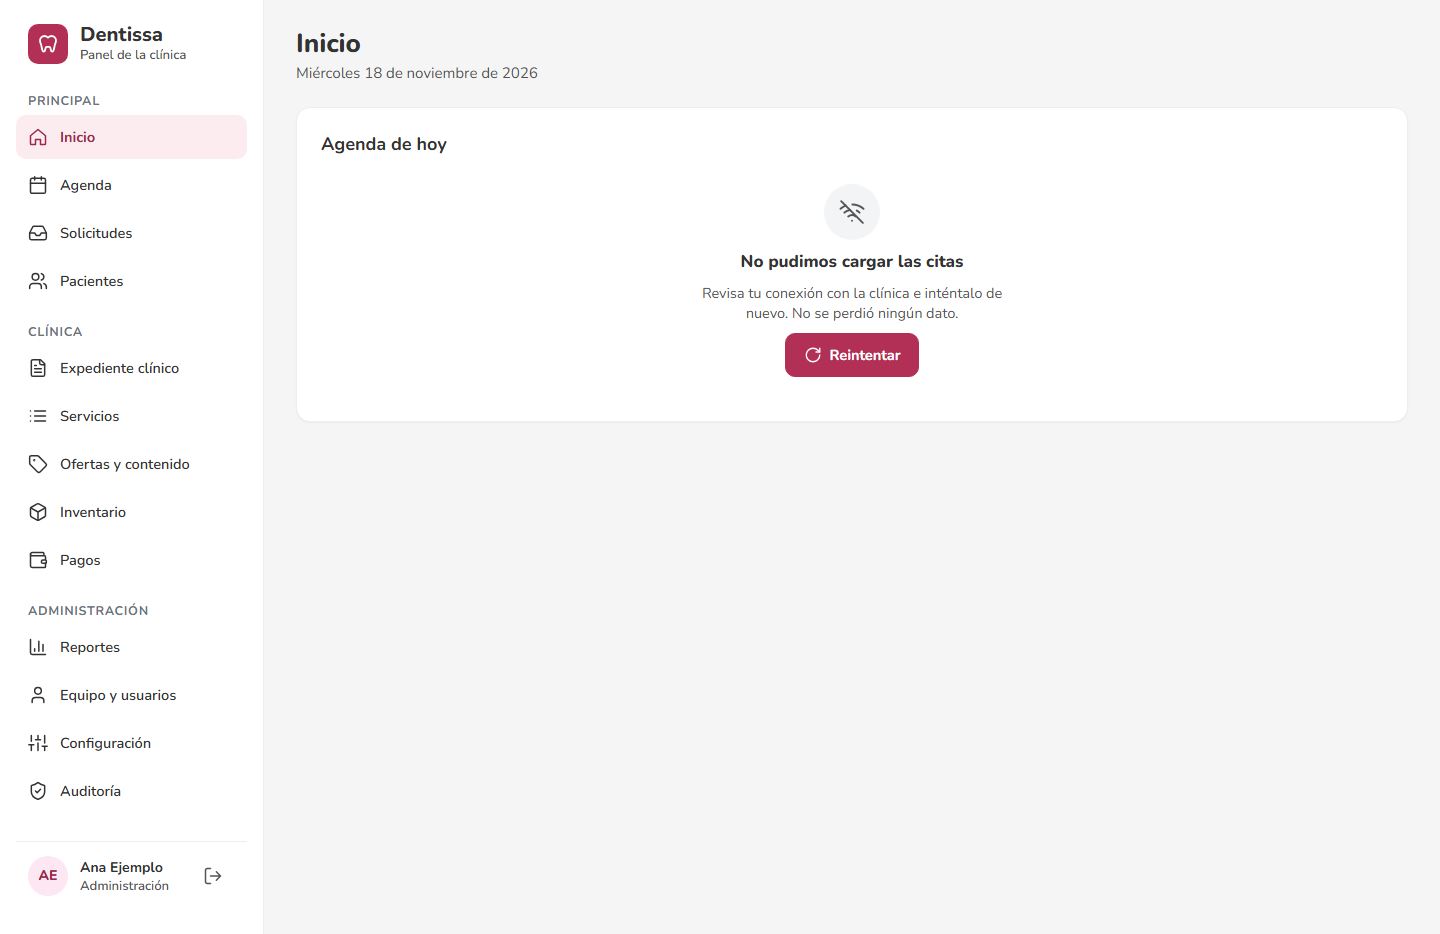 Dentissa
Panel de la clínica
PRINCIPAL
Inicio
Agenda
Solicitudes
Pacientes
CLÍNICA
Expediente clínico
Servicios
Ofertas y contenido
Inventario
Pagos
ADMINISTRACIÓN
Reportes
Equipo y usuarios
Configuración
Auditoría
AE
Ana Ejemplo
Administración
Inicio
Miércoles 18 de noviembre de 2026
Agenda de hoy
No pudimos cargar las citas
Revisa tu conexión con la clínica e inténtalo de
nuevo. No se perdió ningún dato.
Reintentar